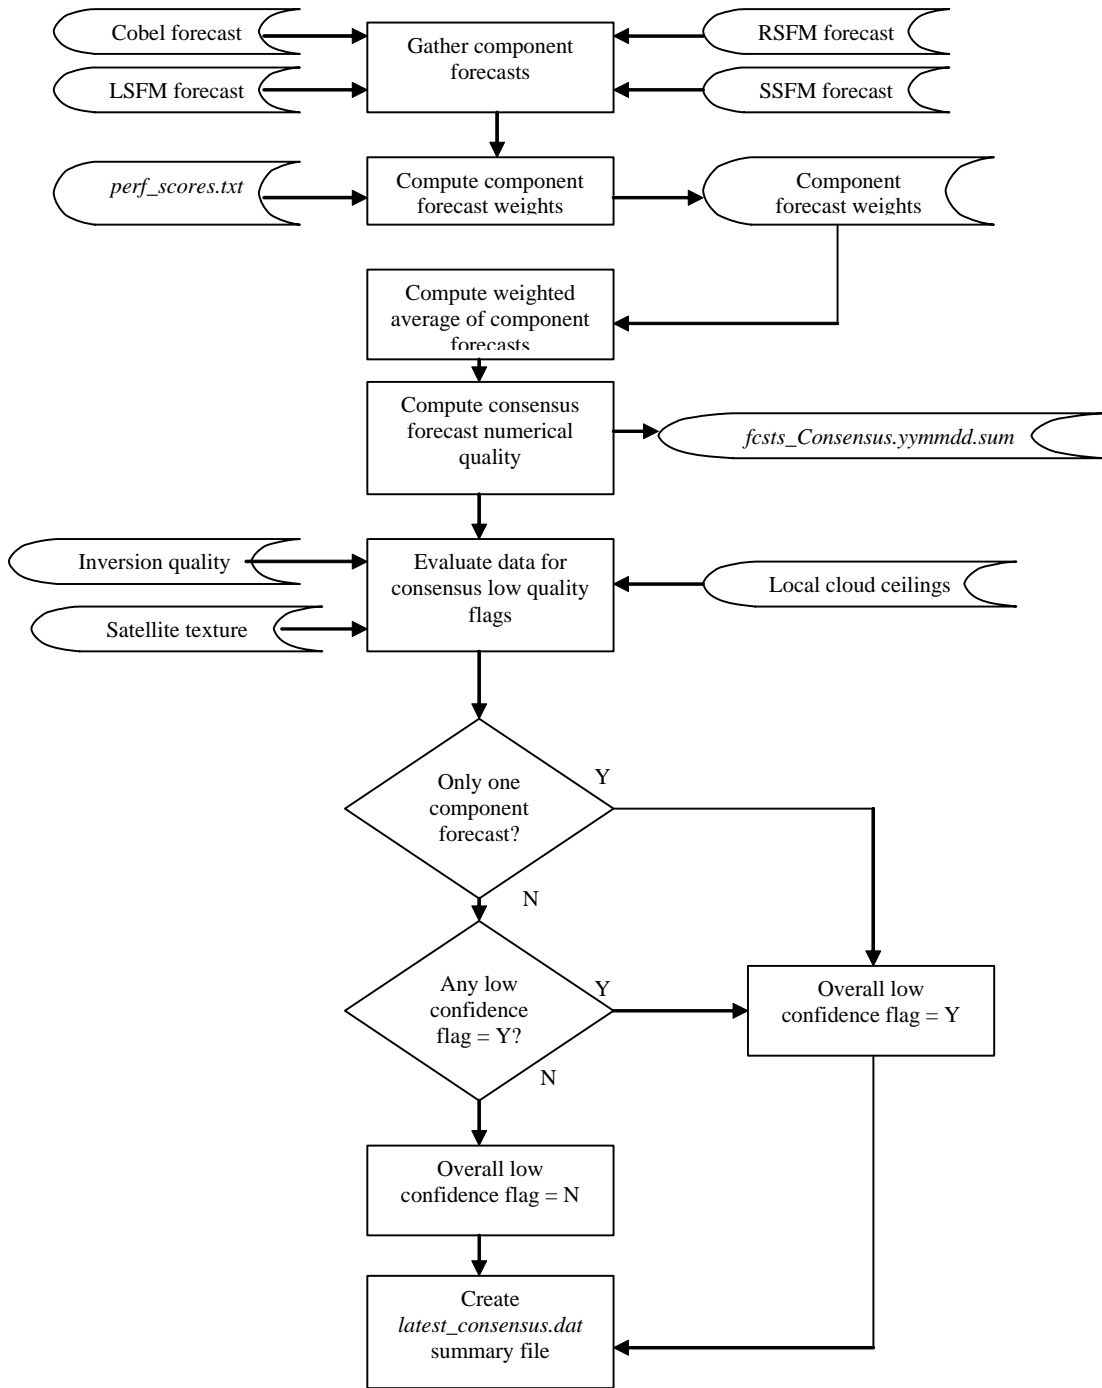 Cobel forecast
Gather component
forecasts
RSFM forecast
LSFM forecast
SSFM forecast
perf_scores.txt
Compute component
forecast weights
Component
forecast weights
Compute weighted
average of component
forecasts
Compute consensus
forecast numerical
quality
fcsts_Consensus.yymmdd.sum
Inversion quality
Evaluate data for
consensus low quality
flags
Local cloud ceilings
Satellite texture
Only one
component
forecast?
Y
N
Any low
confidence
flag = Y?
Y
N
Overall low
confidence flag = Y
Overall low
confidence flag = N
Create
latest_consensus.dat
summary file